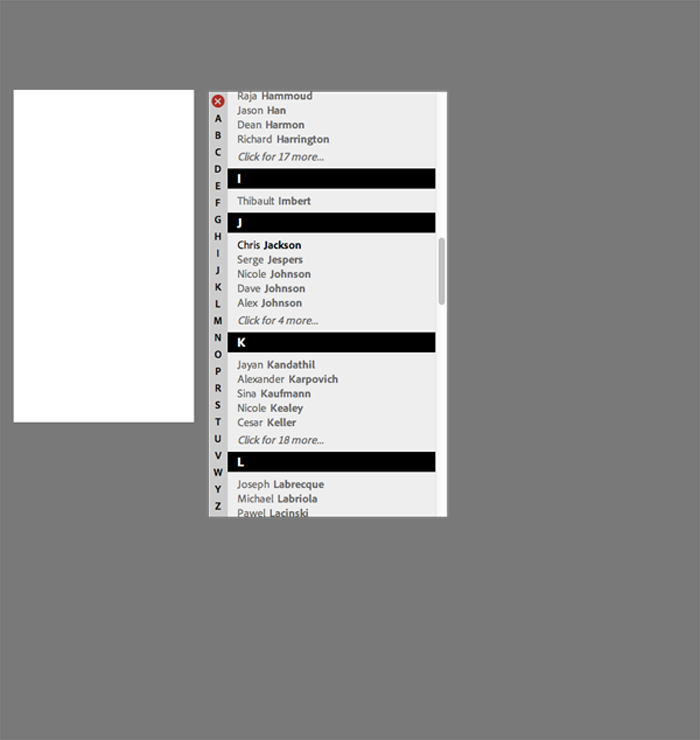 A
B
C
D
E
F
G
H
I
J
K
L
M
N
O
P
R
S
T
U
V
W
Y
Z
Raja Hammoud
Jason Han
Dean Harmon
Richard Harrington
Click for 17 more...
I
Thibault Imbert
J
Chris Jackson
Serge Jespers
Nicole Johnson
Dave Johnson
Alex Johnson
Click for 4 more...
K
Jayan Kandathil
Alexander Karpovich
Sina Kaufmann
Nicole Kealey
Cesar Keller
Click for 18 more...
L
Joseph Labrecque
Michael Labriola
Pawel Lacinski